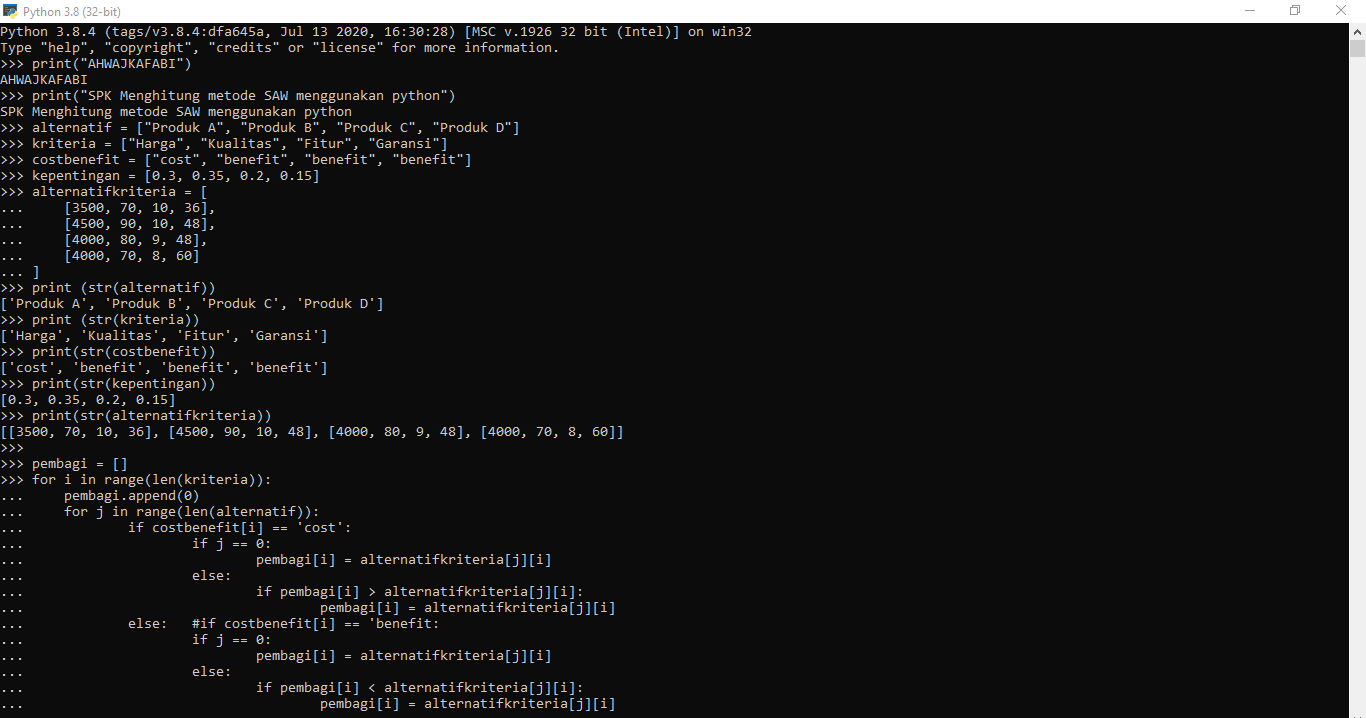 Python 3.8 (32-bit)
Python 3.8.4 (tags/v3.8.4:dfa645a, Jul 13 2020, 16:30:28) [MSC v.1926 32 bit (Intel)] on win32
Type "help", "copyright", "credits" or "license" for more information.
>>> print("AHWAJKAFABI")
AHWAJKAFABI
>>> print("SPK Menghitung metode SAW menggunakan python")
SPK Menghitung metode SAW menggunakan python
>>> alternatif = ["Produk A", "Produk B", "Produk C", "Produk D"]
>>> kriteria = ["Harga", "Kualitas", "Fitur", "Garansi"]
>>> costbenefit = ["cost", "benefit", "benefit", "benefit"]
>>> kepentingan = [0.3, 0.35, 0.2, 0.15]
>>> alternatifkriteria = [
...     [3500, 70, 10, 36],
...     [4500, 90, 10, 48],
...     [4000, 80, 9, 48],
...     [4000, 70, 8, 60]
... ]
>>> print (str(alternatif))
['Produk A', 'Produk B', 'Produk C', 'Produk D']
>>> print (str(kriteria))
['Harga', 'Kualitas', 'Fitur', 'Garansi']
>>> print(str(costbenefit))
['cost', 'benefit', 'benefit', 'benefit']
>>> print(str(kepentingan))
[0.3, 0.35, 0.2, 0.15]
>>> print(str(alternatifkriteria))
[[3500, 70, 10, 36], [4500, 90, 10, 48], [4000, 80, 9, 48], [4000, 70, 8, 60]]
>>>
>>> pembagi = []
>>> for i in range(len(kriteria)):
...     pembagi.append(0)
...     for j in range(len(alternatif)):
...             if costbenefit[i] == 'cost':
...                     if j == 0:
...                             pembagi[i] = alternatifkriteria[j][i]
...                     else:
...                             if pembagi[i] > alternatifkriteria[j][i]:
...                                     pembagi[i] = alternatifkriteria[j][i]
...             else:   #if costbenefit[i] == 'benefit:
...                     if j == 0:
...                             pembagi[i] = alternatifkriteria[j][i]
...                     else:
...                             if pembagi[i] < alternatifkriteria[j][i]:
...                                     pembagi[i] = alternatifkriteria[j][i]